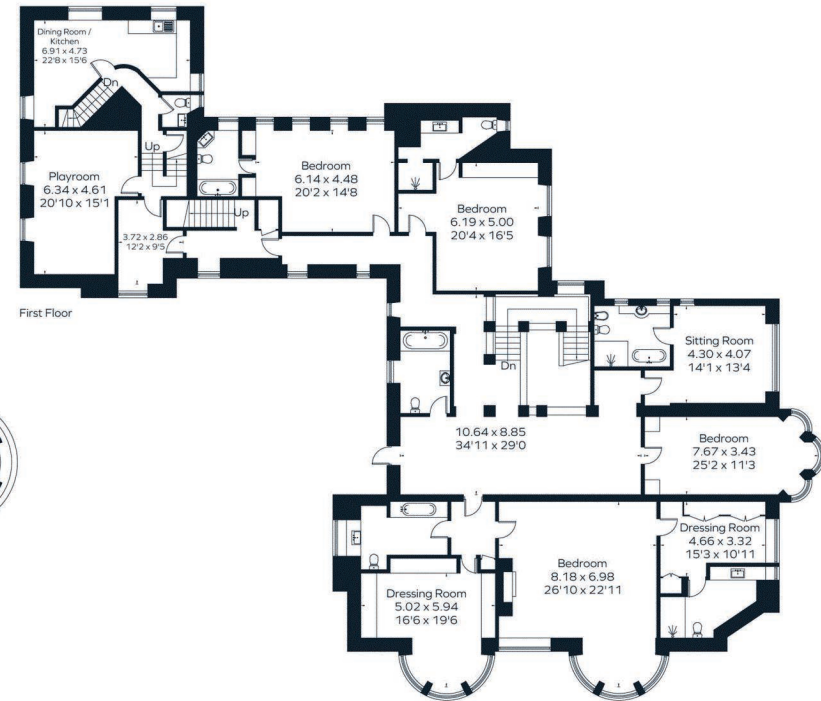 Dining Room /
Kitchen
6.91 x 4.73
22'8 x 15'6
Dn
Up
Playroom
6.34 x 4.61
20'10 x 15'1
3.72 x 2.86
12'2 x 9'5
Up
Bedroom
6.14 x 4.48
20'2 x 14'8
Bedroom
6.19 x 5.00
20'4 x 16'5
First Floor
Dn
Sitting Room
4.30 x 4.07
14'1 x 13'4
10.64 x 8.85
34'11 x 29'0
Bedroom
7.67 x 3.43
25'2 x 11'3
Dressing Room
4.66 x 3.32
15'3 x 10'11
Bedroom
8.18 x 6.98
26'10 x 22'11
Dressing Room
5.02 x 5.94
16'6 x 19'6